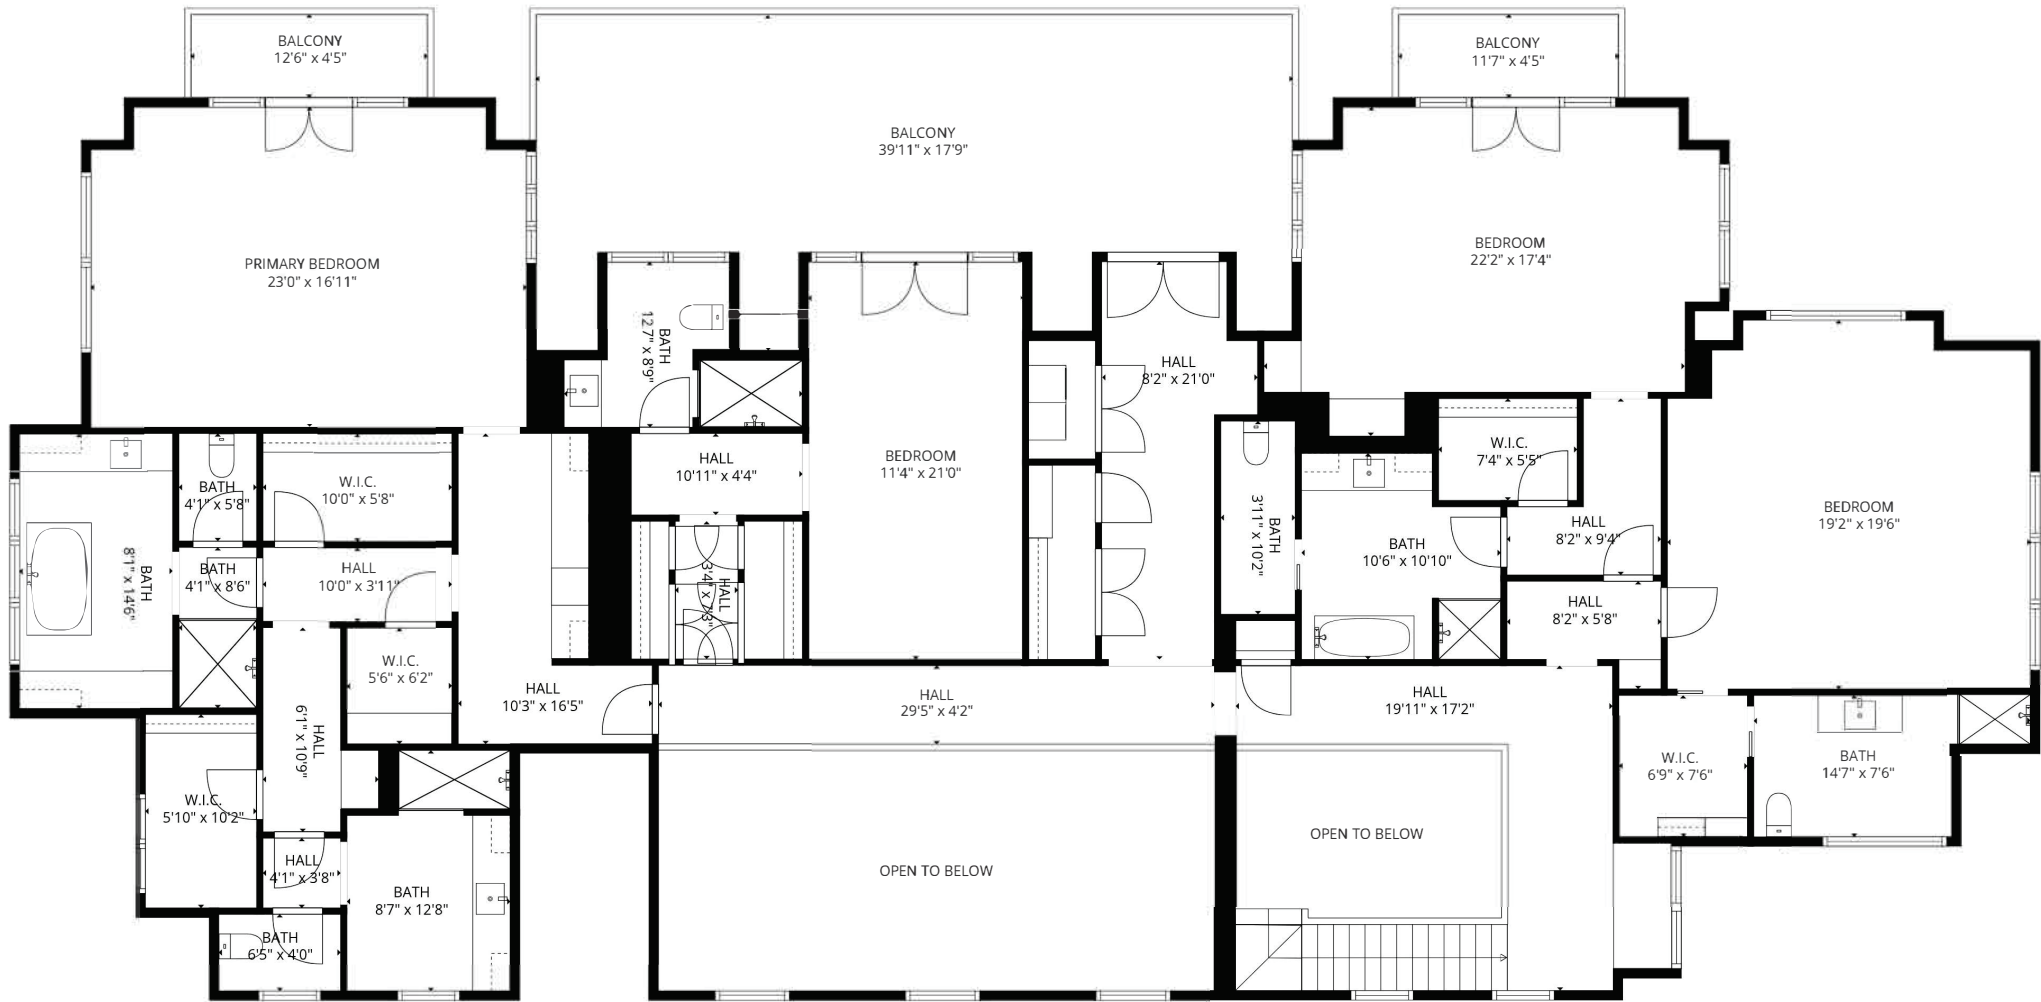 BALCONY
12'6" x 4'5"
BALCONY
39'11" x 17'9"
BALCONY
11'7" x 4'5"
PRIMARY BEDROOM
23'0" x 16'11"
BEDROOM
22'2" x 17'4"
BATH
12'7" x 8'9"
HALL
8'2" x 21'0"
HALL
10'11" x 4'4"
BEDROOM
11'4" x 21'0"
W.I.C.
7'4" x 5'5"
BEDROOM
19'2" x 19'6"
BATH
4'1" x 5'8"
W.I.C.
10'0" x 5'8"
BATH
8'1" x 14'6"
BATH
4'1" x 8'6"
HALL
10'0" x 3'11"
HALL
3'4" x 7'3"
BATH
3'11" x 10'2"
BATH
10'6" x 10'10"
HALL
8'2" x 9'4"
HALL
8'2" x 5'8"
W.I.C.
5'6" x 6'2"
HALL
10'3" x 16'5"
HALL
29'5" x 4'2"
HALL
19'11" x 17'2"
HALL
6'1" x 10'9"
W.I.C.
5'10" x 10'2"
W.I.C.
6'9" x 7'6"
BATH
14'7" x 7'6"
OPEN TO BELOW
OPEN TO BELOW
HALL
4'1" x 3'8"
BATH
8'7" x 12'8"
BATH
6'5" x 4'0"